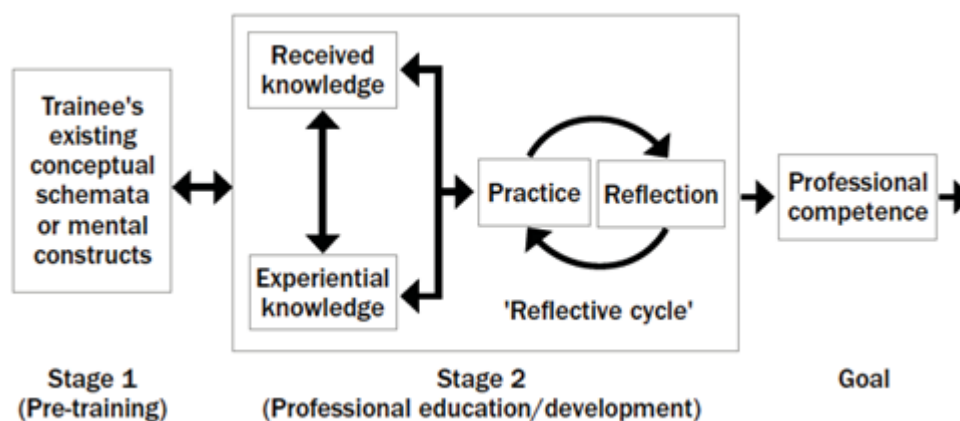 Trainee's
existing
conceptual
schemata
or mental
constructs
Received
knowledge
Experiential
knowledge
Practice
Reflection
'Reflective cycle'
Professional
competence
Stage 1
(Pre-training)
Stage 2
(Professional education/development)
Goal